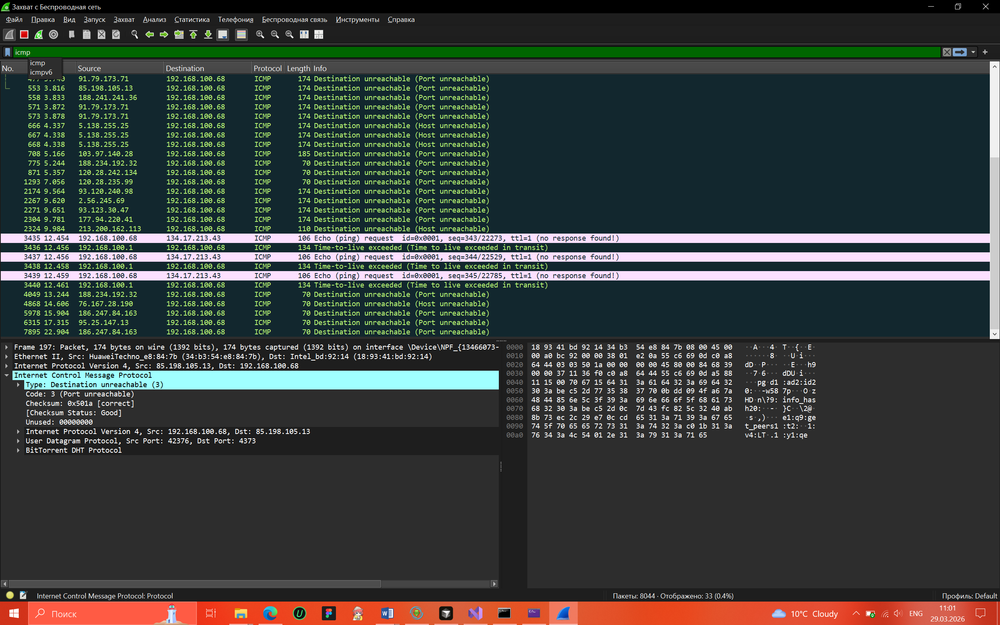 Захват с Беспроводная сеть
Файл Правка Вид Запуск Захват Анализ Статистика Телефония Беспроводная связь Инструменты Справка
icmp
icmp
icmpv6
No. Source Destination Protocol Length Info
91.79.173.71 192.168.100.68 ICMP 174 Destination unreachable (Port unreachable)
553 3.816 85.198.105.13 192.168.100.68 ICMP 174 Destination unreachable (Port unreachable)
558 3.833 188.241.241.36 192.168.100.68 ICMP 174 Destination unreachable (Port unreachable)
571 3.872 91.79.173.71 192.168.100.68 ICMP 174 Destination unreachable (Port unreachable)
573 3.878 91.79.173.71 192.168.100.68 ICMP 174 Destination unreachable (Port unreachable)
666 4.337 5.138.255.25 192.168.100.68 ICMP 174 Destination unreachable (Host unreachable)
667 4.338 5.138.255.25 192.168.100.68 ICMP 174 Destination unreachable (Host unreachable)
668 4.338 5.138.255.25 192.168.100.68 ICMP 174 Destination unreachable (Host unreachable)
708 5.166 103.97.140.28 192.168.100.68 ICMP 185 Destination unreachable (Port unreachable)
775 5.244 188.234.192.32 192.168.100.68 ICMP 70 Destination unreachable (Port unreachable)
871 5.357 120.28.242.134 192.168.100.68 ICMP 70 Destination unreachable (Port unreachable)
1293 7.056 120.28.235.99 192.168.100.68 ICMP 70 Destination unreachable (Port unreachable)
2174 9.564 93.120.240.98 192.168.100.68 ICMP 174 Destination unreachable (Port unreachable)
2267 9.620 2.56.245.69 192.168.100.68 ICMP 174 Destination unreachable (Port unreachable)
2271 9.651 93.123.30.47 192.168.100.68 ICMP 174 Destination unreachable (Port unreachable)
2304 9.781 177.94.220.41 192.168.100.68 ICMP 174 Destination unreachable (Port unreachable)
2324 9.984 213.200.162.113 192.168.100.68 ICMP 110 Destination unreachable (Host unreachable)
3435 12.454 192.168.100.68 134.17.213.43 ICMP 106 Echo (ping) request id=0x0001, seq=343/22273, ttl=1 (no response found!)
3436 12.456 192.168.100.1 192.168.100.68 ICMP 134 Time-to-live exceeded (Time to live exceeded in transit)
3437 12.456 192.168.100.68 134.17.213.43 ICMP 106 Echo (ping) request id=0x0001, seq=344/22529, ttl=1 (no response found!)
3438 12.458 192.168.100.1 192.168.100.68 ICMP 134 Time-to-live exceeded (Time to live exceeded in transit)
3439 12.459 192.168.100.68 134.17.213.43 ICMP 106 Echo (ping) request id=0x0001, seq=345/22785, ttl=1 (no response found!)
3440 12.461 192.168.100.1 192.168.100.68 ICMP 134 Time-to-live exceeded (Time to live exceeded in transit)
4049 13.244 188.234.192.32 192.168.100.68 ICMP 70 Destination unreachable (Port unreachable)
4868 14.606 76.167.28.190 192.168.100.68 ICMP 70 Destination unreachable (Host unreachable)
5978 15.904 186.247.84.163 192.168.100.68 ICMP 70 Destination unreachable (Port unreachable)
6315 17.315 95.25.147.13 192.168.100.68 ICMP 70 Destination unreachable (Port unreachable)
7895 22.904 186.247.84.163 192.168.100.68 ICMP 70 Destination unreachable (Port unreachable)
Frame 197: Packet, 174 bytes on wire (1392 bits), 174 bytes captured (1392 bits) on interface \Device\NPF_{13466073-
Ethernet II, Src: HuaweiTechno_e8:84:7b (34:b3:54:e8:84:7b), Dst: Intel_bd:92:14 (18:93:41:bd:92:14)
Internet Protocol Version 4, Src: 85.198.105.13, Dst: 192.168.100.68
Internet Control Message Protocol
Type: Destination unreachable (3)
Code: 3 (Port unreachable)
Checksum: 0x501a [correct]
[Checksum Status: Good]
Unused: 00000000
Internet Protocol Version 4, Src: 192.168.100.68, Dst: 85.198.105.13
User Datagram Protocol, Src Port: 42376, Dst Port: 4373
BitTorrent DHT Protocol
0000 18 93 41 bd 92 14 34 b3 54 e8 84 7b 08 00 45 00 ··A···4· T··{··E·
0010 00 a0 bc 92 00 00 38 01 e2 0a 55 c6 69 0d c0 a8 ······8· ··U·i···
0020 64 44 03 03 50 1a 00 00 00 00 45 80 00 84 68 39 dD··P··· ··E···h9
0030 00 00 37 11 36 f0 c0 a8 64 44 55 c6 69 0d a5 88 ··7·6··· dDU·i···
0040 11 15 00 70 67 15 64 31 3a 61 64 32 3a 69 64 32 ···pg·d1 :ad2:id2
0050 30 3a be c5 2d 77 35 38 37 70 0b dd 09 4f a6 7a 0:··-w58 7p···O·z
0060 48 44 85 6e 5c 3f 39 3a 69 6e 66 6f 5f 68 61 73 HD·n\?9: info_has
0070 68 32 30 3a be c5 2d 0c 7d 43 fc 82 5c 32 40 ab h20:··-· }C··\2@·
0080 8b 73 ec 2c 29 e7 0c cd 65 31 3a 71 39 3a 67 65 ·s·,)··· e1:q9:ge
0090 74 5f 70 65 65 72 73 31 3a 74 32 3a c0 1b 31 3a t_peers1 :t2:··1:
00a0 76 34 3a 4c 54 01 2e 31 3a 79 31 3a 71 65 v4:LT·.1 :y1:qe
Internet Control Message Protocol: Protocol
Пакеты: 8044 · Отображено: 33 (0.4%)
Профиль: Default
Поиск
10°C Cloudy
ENG
11:01
29.03.2026